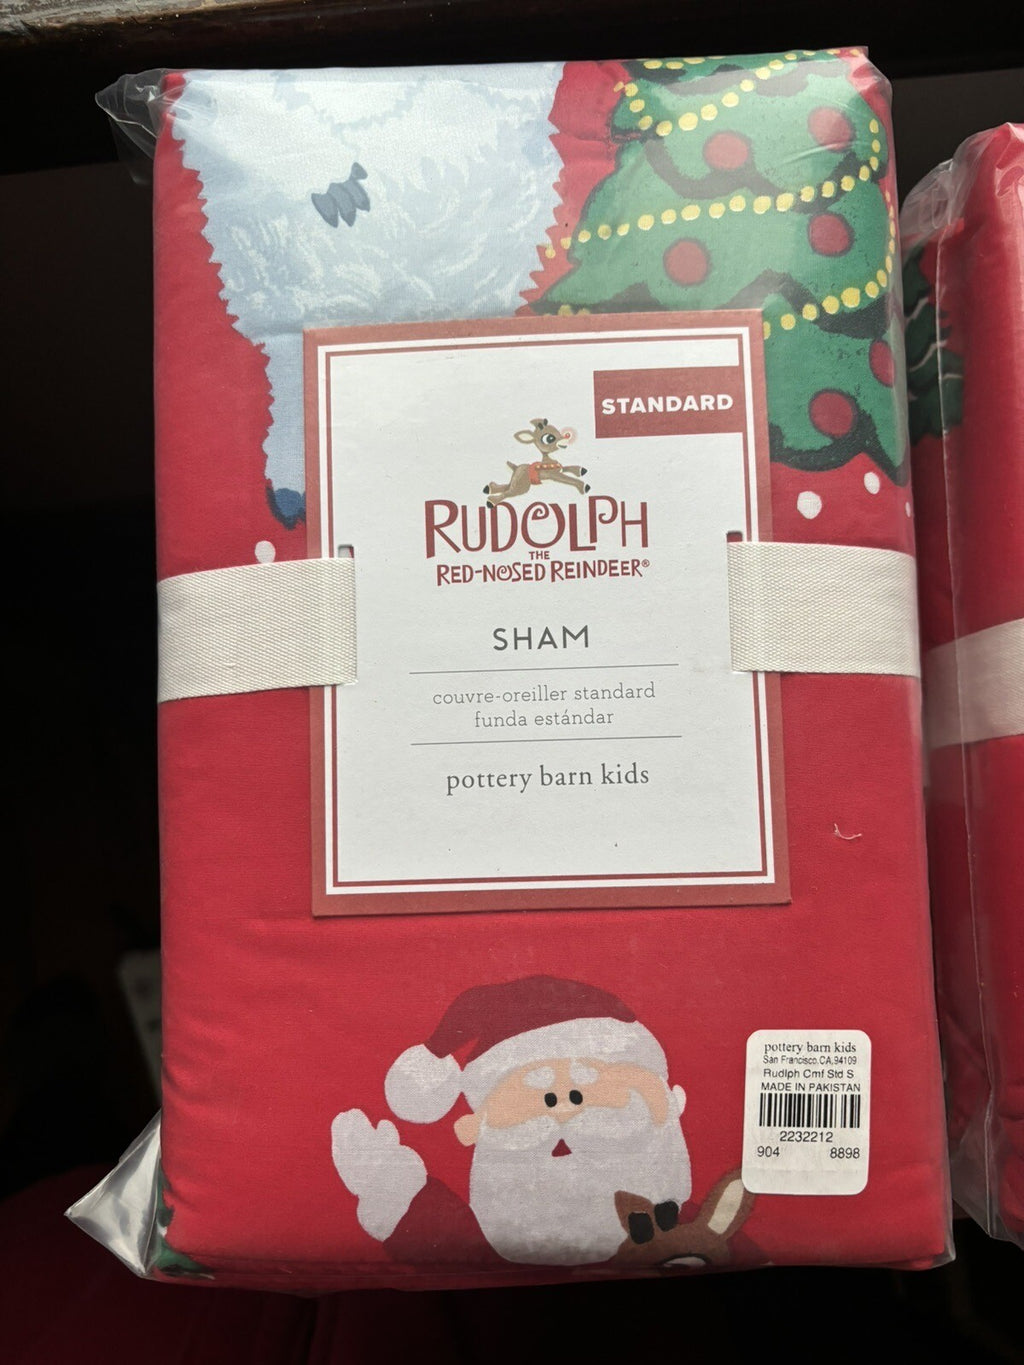 STANDARD
RUDOLPH
THE
RED-NOSED REINDEER®
SHAM
couvre-oreiller standard
funda estándar
pottery barn kids
pottery barn kids
San Francisco,CA,94109
Rudlph Cmf Std S
MADE IN PAKISTAN
2232212
904 8898